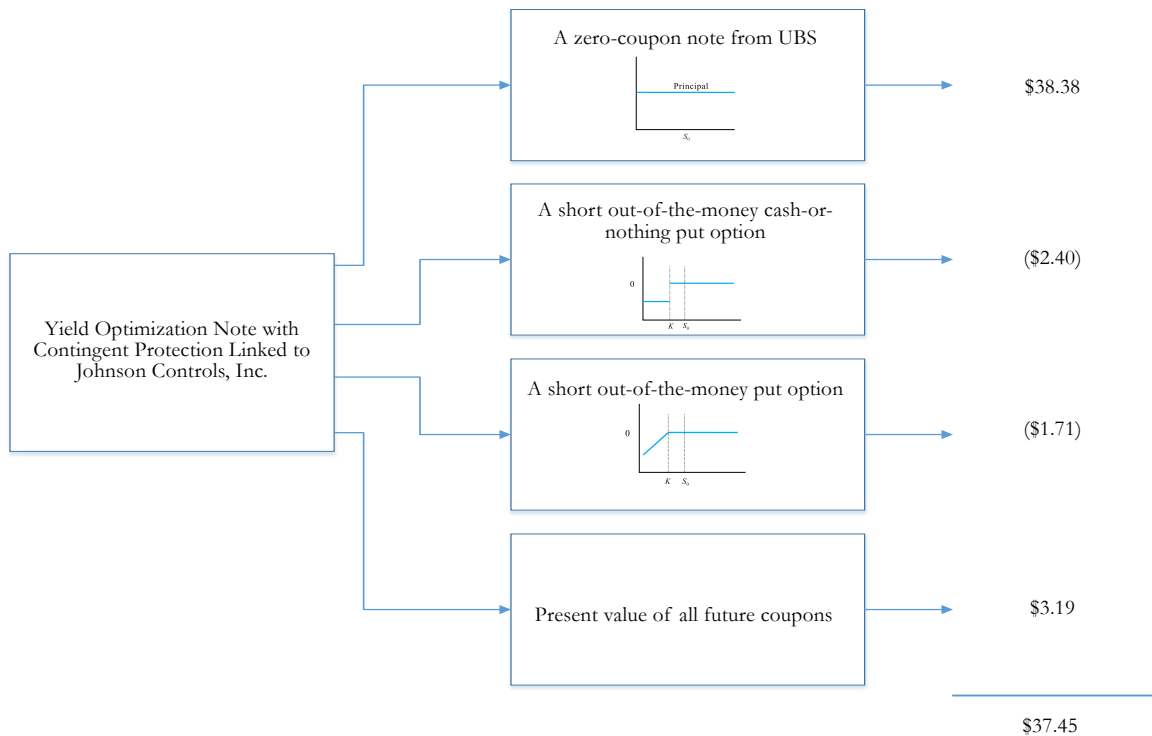 A zero-coupon note from UBS
Principal
S₀
$38.38
A short out-of-the-money cash-or-
nothing put option
0
K S₀
($2.40)
Yield Optimization Note with
Contingent Protection Linked to
Johnson Controls, Inc.
A short out-of-the-money put option
0
K S₀
($1.71)
Present value of all future coupons
$3.19
$37.45